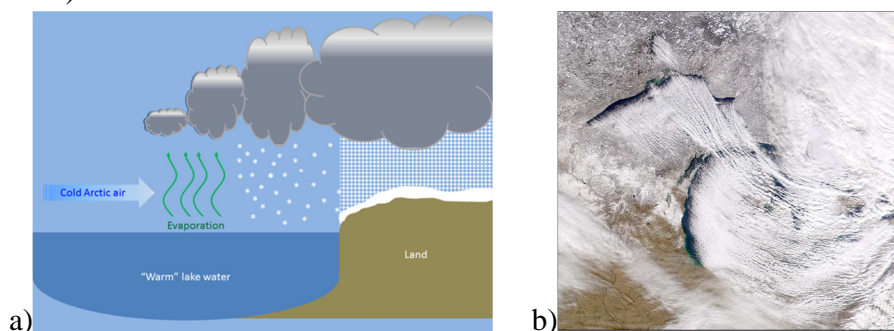 Cold Arctic air
Evaporation
"Warm" lake water
Land
a)
b)